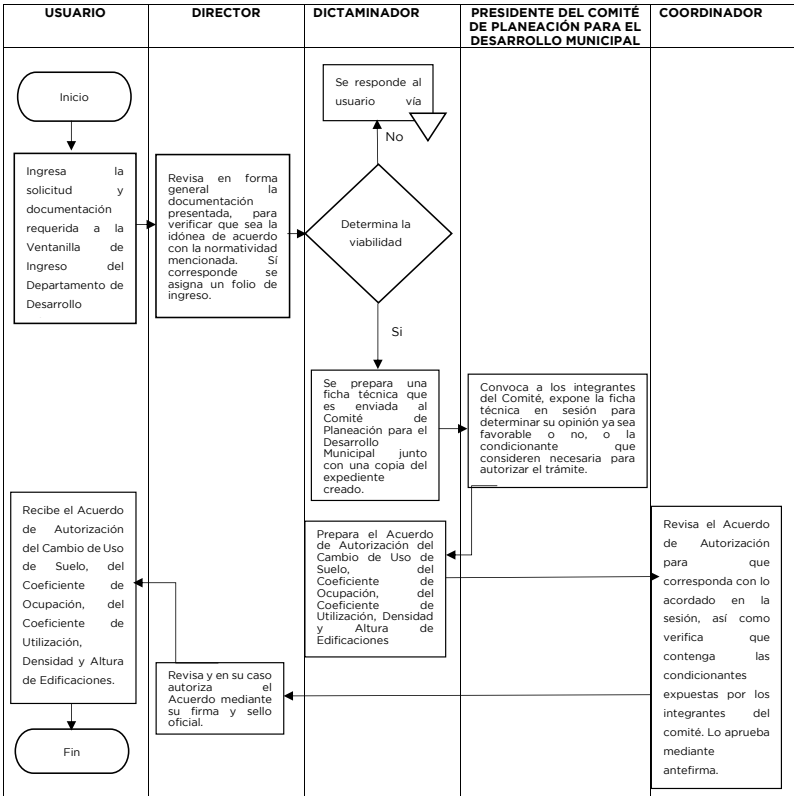 USUARIO
DIRECTOR
DICTAMINADOR
PRESIDENTE DEL COMITÉ
DE PLANEACIÓN PARA EL
DESARROLLO MUNICIPAL
COORDINADOR
Inicio
Ingresa la
solicitud y
documentación
requerida a la
Ventanilla de
Ingreso del
Departamento de
Desarrollo
Revisa en forma
general la
documentación
presentada, para
verificar que sea la
idónea de acuerdo
con la normatividad
mencionada. Sí
corresponde se
asigna un folio de
ingreso.
Se responde al
usuario vía
No
Determina la
viabilidad
Si
Se prepara una
ficha técnica que
es enviada al
Comité de
Planeación para el
Desarrollo
Municipal junto
con una copia del
expediente
creado.
Convoca a los integrantes
del Comité, expone la ficha
técnica en sesión para
determinar su opinión ya sea
favorable o no, o la
condicionante que
consideren necesaria para
autorizar el trámite.
Prepara el Acuerdo
de Autorización del
Cambio de Uso de
Suelo, del
Coeficiente de
Ocupación, del
Coeficiente de
Utilización, Densidad
y Altura de
Edificaciones
Revisa el Acuerdo
de Autorización
para que
corresponda con lo
acordado en la
sesión, así como
verifica que
contenga las
condicionantes
expuestas por los
integrantes del
comité. Lo aprueba
mediante
antefirma.
Revisa y en su caso
autoriza el
Acuerdo mediante
su firma y sello
oficial.
Recibe el Acuerdo
de Autorización
del Cambio de Uso
de Suelo, del
Coeficiente de
Ocupación, del
Coeficiente de
Utilización,
Densidad y Altura
de Edificaciones.
Fin